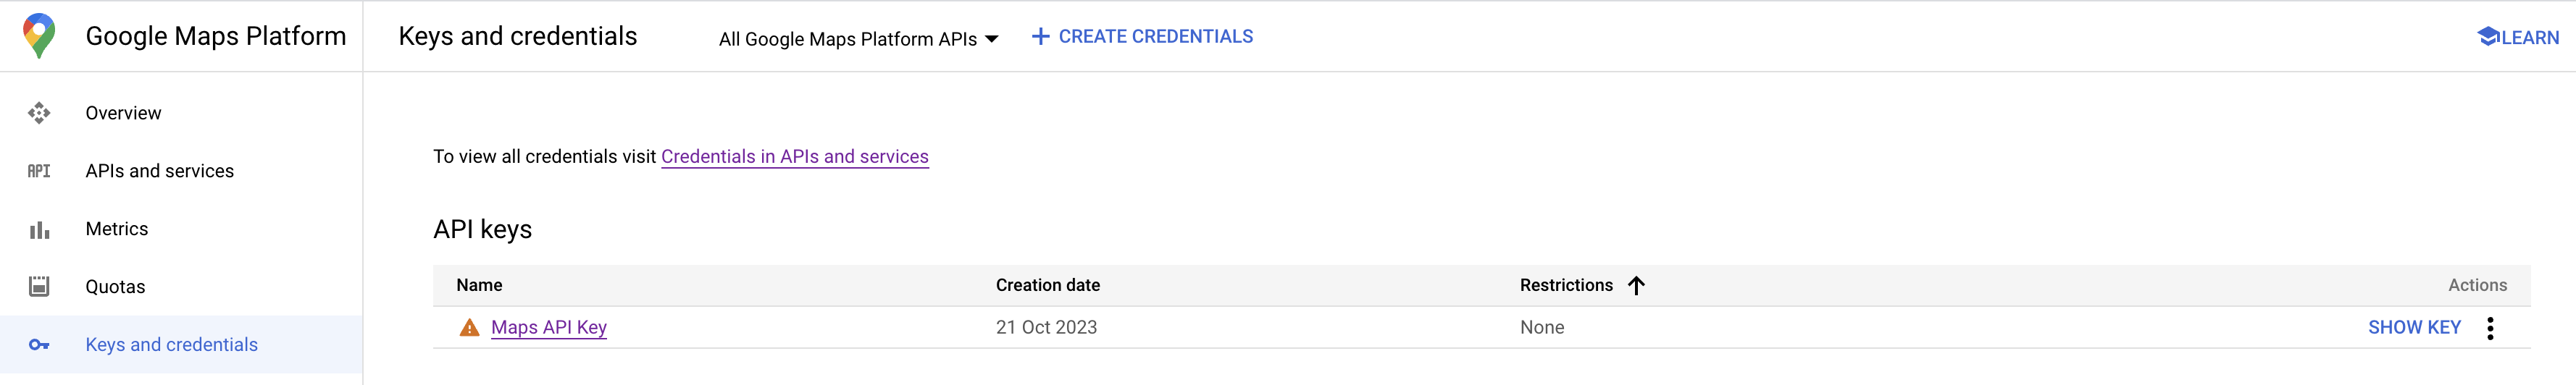 Google Maps Platform
Keys and credentials
All Google Maps Platform APIs
CREATE CREDENTIALS
LEARN
Overview
API
APIs and services
Metrics
Quotas
Keys and credentials
To view all credentials visit Credentials in APIs and services
API keys
Name Creation date Restrictions Actions
Maps API Key 21 Oct 2023 None SHOW KEY